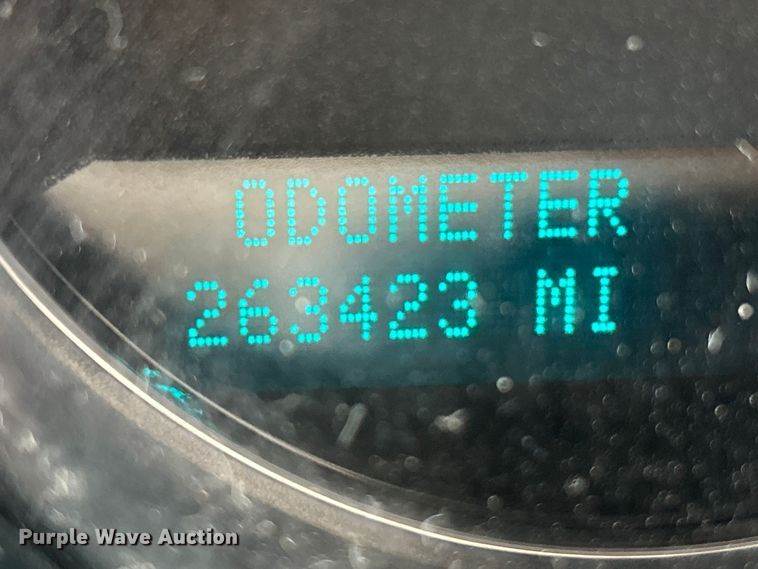 ODOMETER
263423 MI
Purple Wave Auction